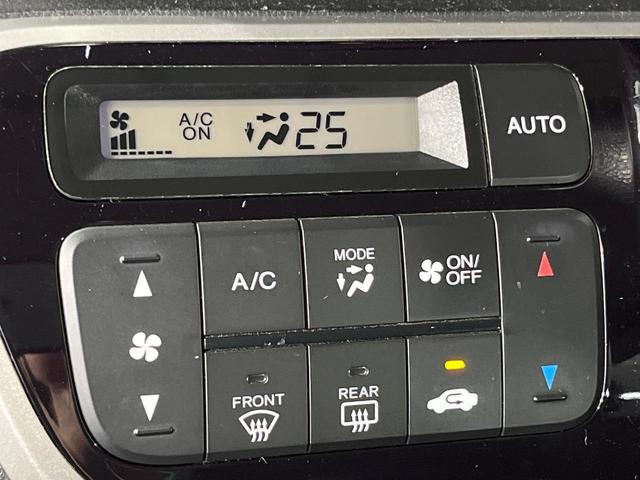 A/C
ON
25
AUTO
A/C
MODE
ON/
OFF
FRONT
REAR